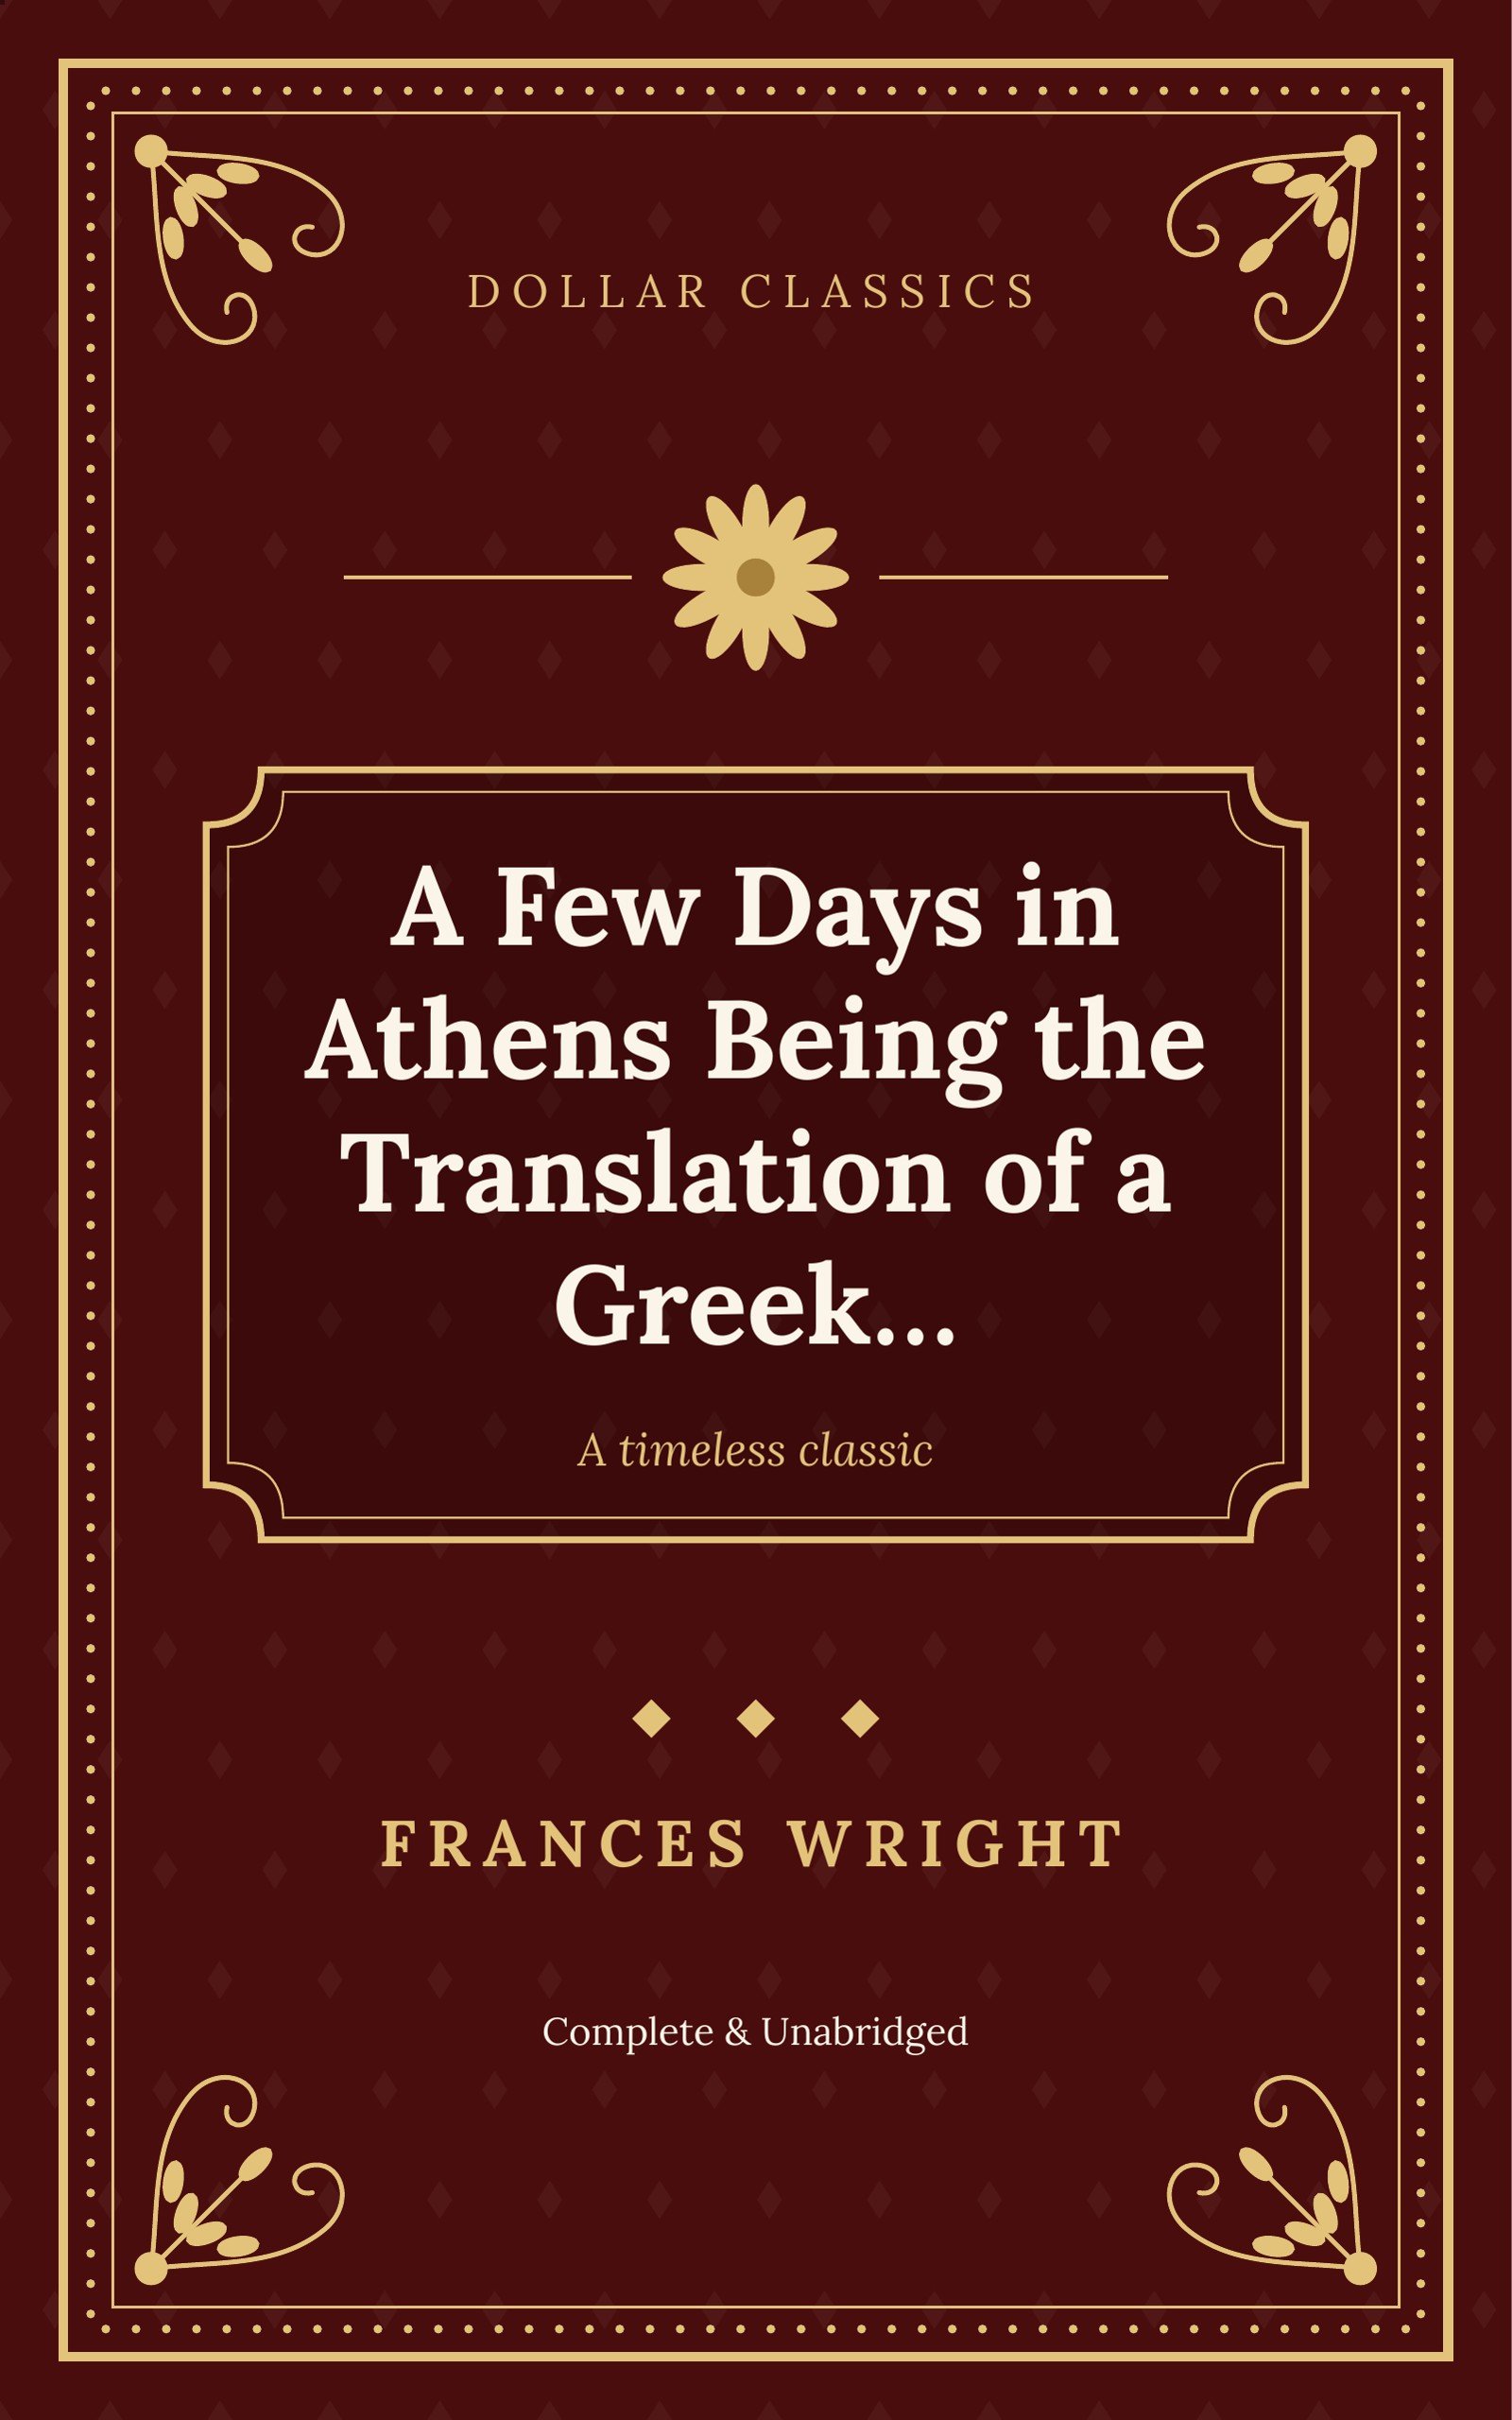 DOLLAR CLASSICS
A Few Days in
Athens Being the
Translation of a
Greek...
A timeless classic
FRANCES WRIGHT
Complete & Unabridged